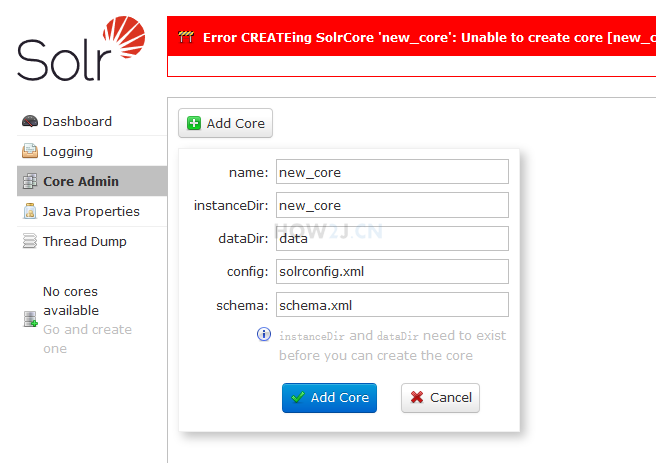 Solr
Error CREATEing SolrCore 'new_core': Unable to create core [new_c
Dashboard
Logging
Core Admin
Java Properties
Thread Dump
No cores
available
Go and create
one
Add Core
name: new_core
instanceDir: new_core
dataDir: data
HOW2J.CN
config: solrconfig.xml
schema: schema.xml
instanceDir and dataDir need to exist
before you can create the core
Add Core
Cancel